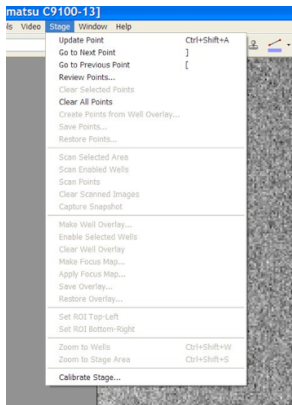 matsu C9100-13]
ls Video Stage Window Help
Update Point Ctrl+Shift+A
Go to Next Point ]
Go to Previous Point [
Review Points...
Clear Selected Points
Clear All Points
Create Points from Well Overlay...
Save Points...
Restore Points...
Scan Selected Area
Scan Enabled Wells
Scan Points
Clear Scanned Images
Capture Snapshot
Make Well Overlay...
Enable Selected Wells
Clear Well Overlay
Make Focus Map...
Apply Focus Map...
Save Overlay...
Restore Overlay...
Set ROI Top-Left
Set ROI Bottom-Right
Zoom to Wells Ctrl+Shift+W
Zoom to Stage Area Ctrl+Shift+S
Calibrate Stage...